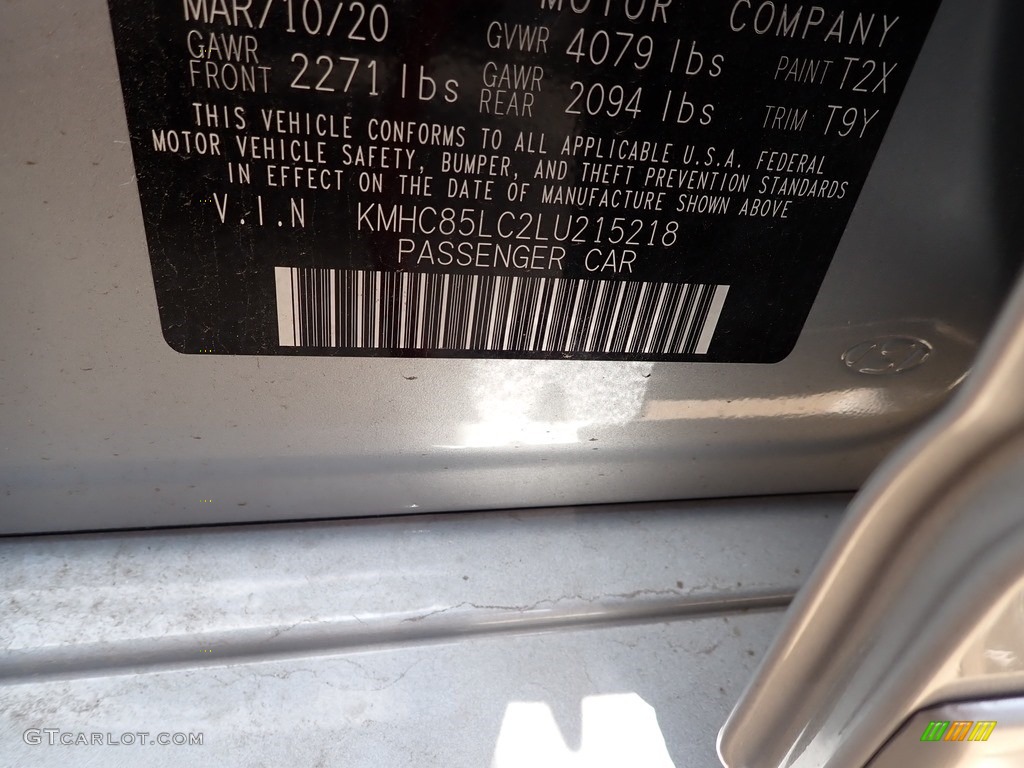 MAR/10/20 MOTOR COMPANY
GAWR FRONT 2271 lbs GVWR 4079 lbs PAINT T2X
GAWR REAR 2094 lbs TRIM T9Y
THIS VEHICLE CONFORMS TO ALL APPLICABLE U.S.A. FEDERAL
MOTOR VEHICLE SAFETY, BUMPER, AND THEFT PREVENTION STANDARDS
IN EFFECT ON THE DATE OF MANUFACTURE SHOWN ABOVE
V.I.N KMHC85LC2LU215218
PASSENGER CAR
GTCARLOT.COM